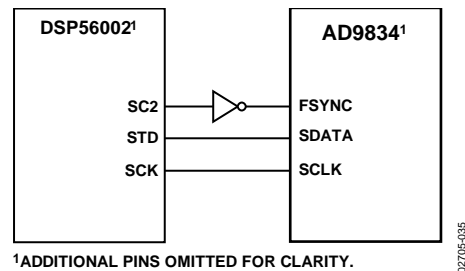 DSP56002¹
AD9834¹
SC2
FSYNC
STD
SDATA
SCK
SCLK
¹ADDITIONAL PINS OMITTED FOR CLARITY.
02705-035